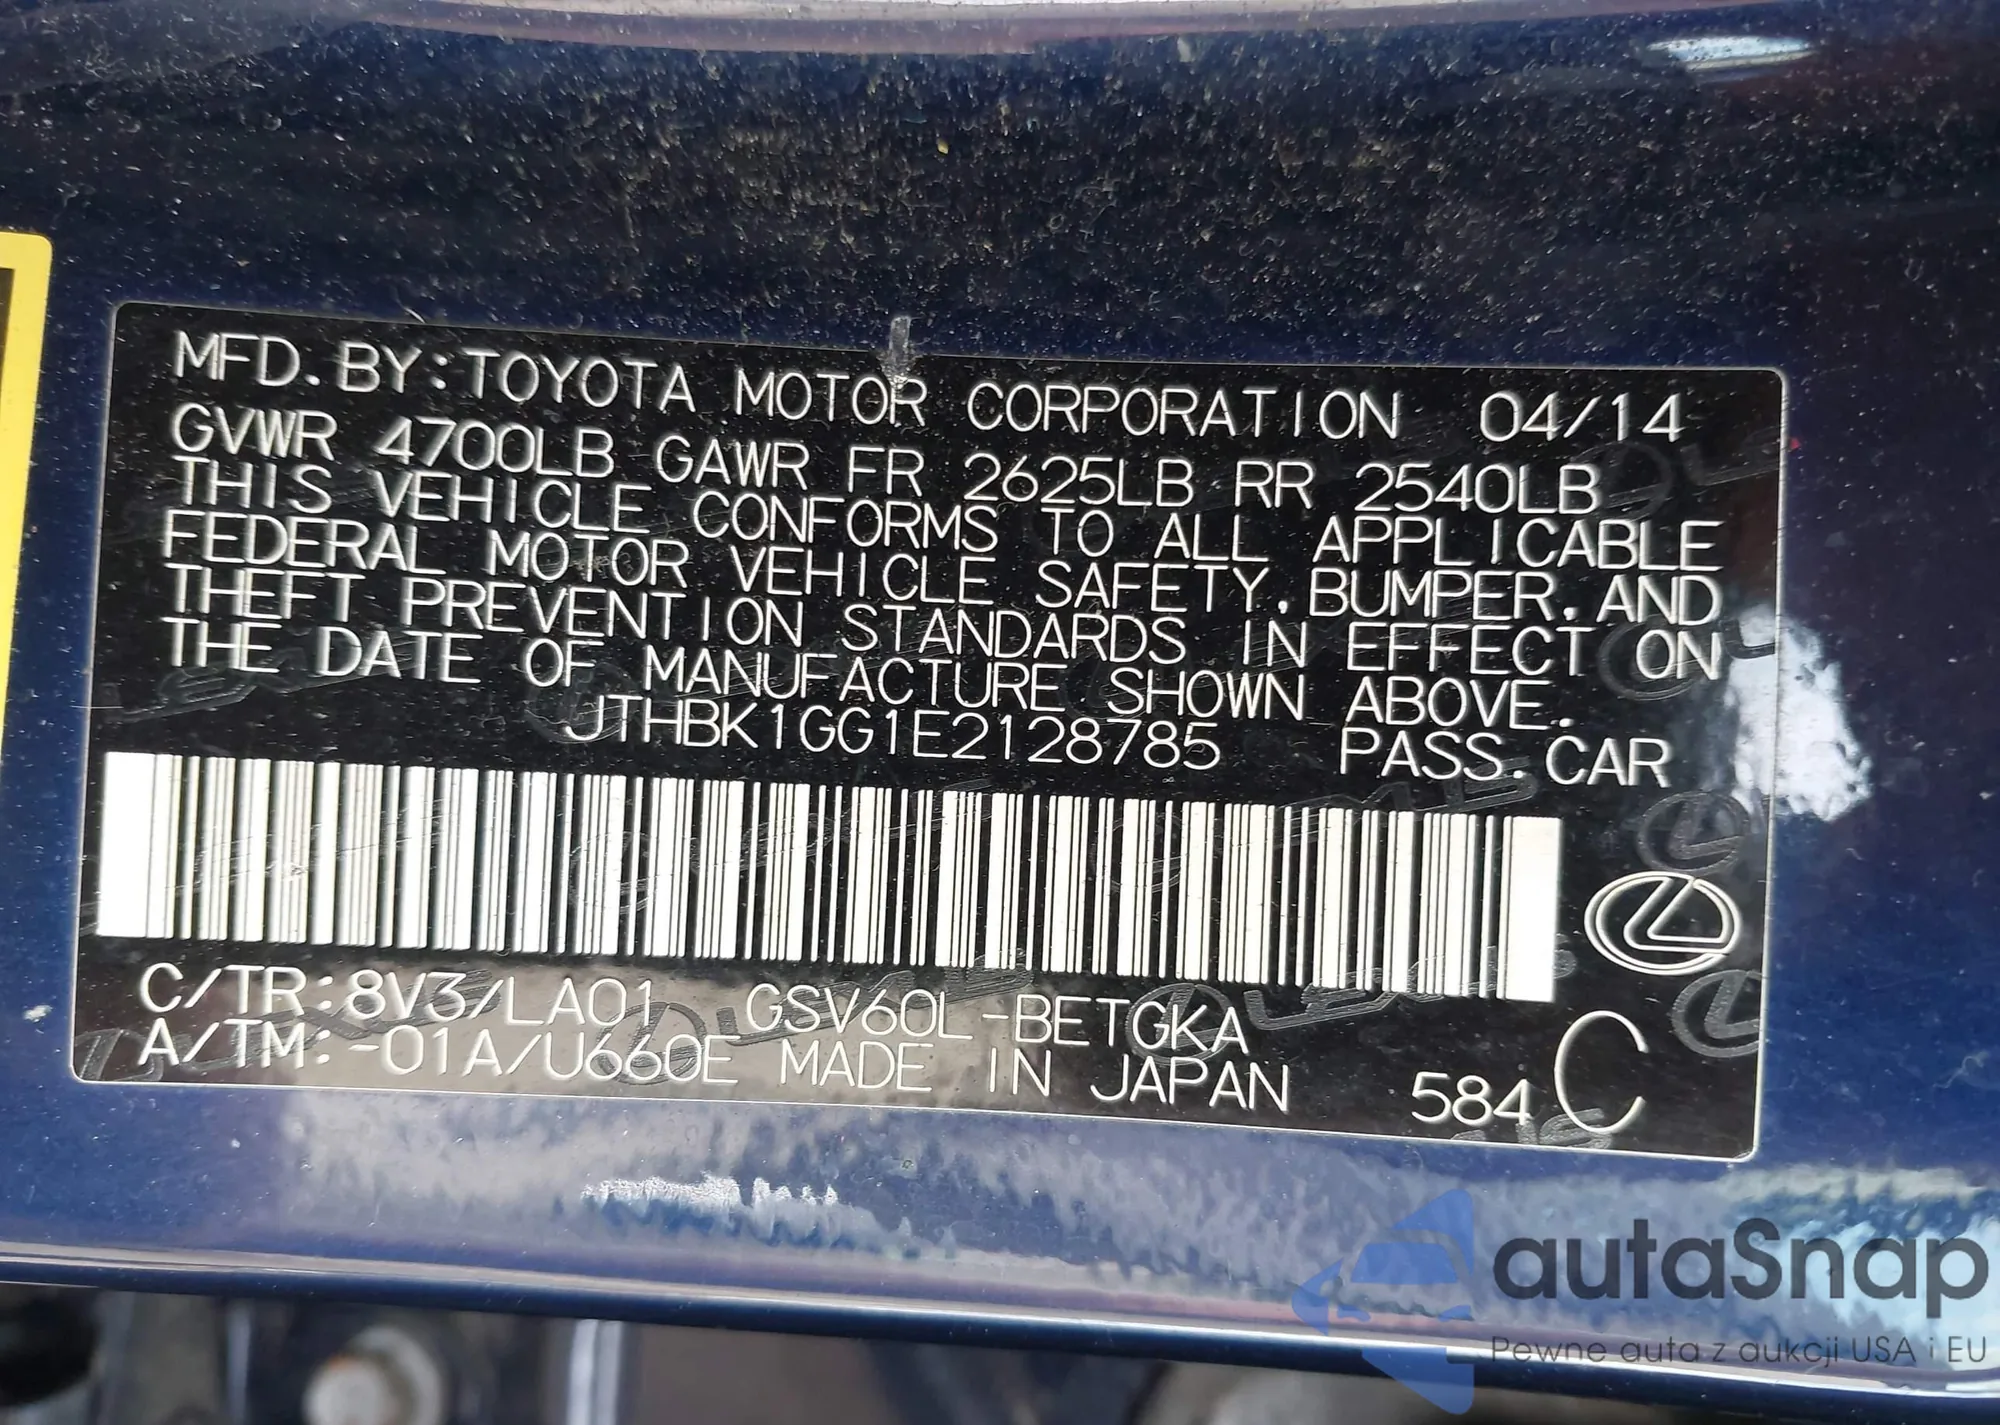 MFD. BY: TOYOTA MOTOR CORPORATION 04/14
GVWR 4700LB GAWR FR 2625LB RR 2540LB
THIS VEHICLE CONFORMS TO ALL APPLICABLE
FEDERAL MOTOR VEHICLE SAFETY, BUMPER, AND
THEFT PREVENTION STANDARDS IN EFFECT ON
THE DATE OF MANUFACTURE SHOWN ABOVE.
JTHBK1GG1E2128785 PASS. CAR
C/TR: 8V3/LA01 GSV60L-BETGKA
A/TM: -01A/U660E MADE IN JAPAN 584 C
autaSnap
Pewne auta z aukcji USA i EU